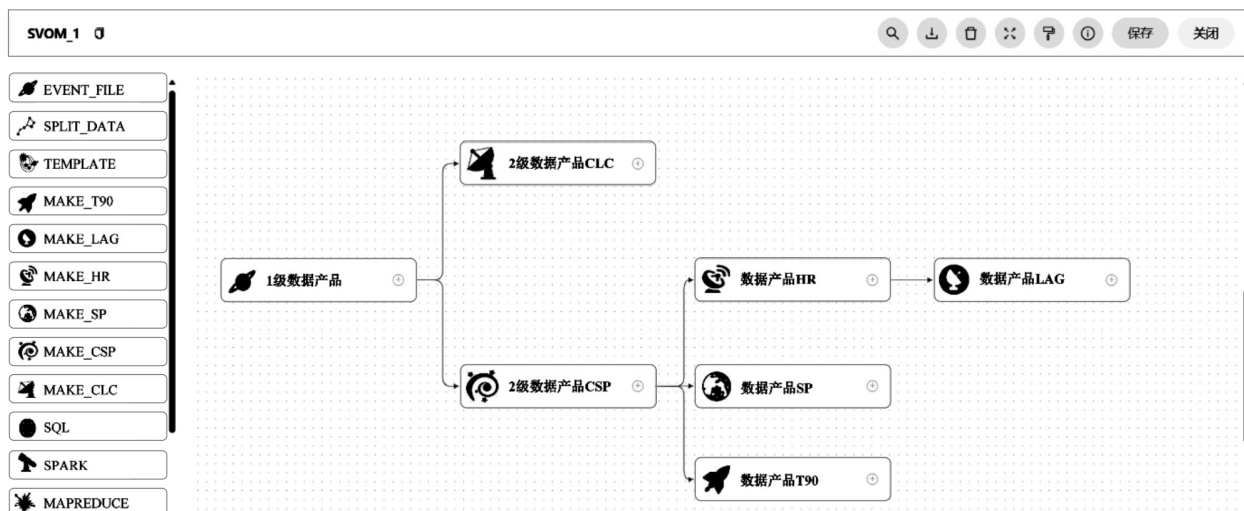 SVOM_1
保存
关闭
EVENT_FILE
SPLIT_DATA
TEMPLATE
MAKE_T90
MAKE_LAG
MAKE_HR
MAKE_SP
MAKE_CSP
MAKE_CLC
SQL
SPARK
MAPREDUCE
2级数据产品CLC
1级数据产品
数据产品HR
数据产品LAG
2级数据产品CSP
数据产品SP
数据产品T90